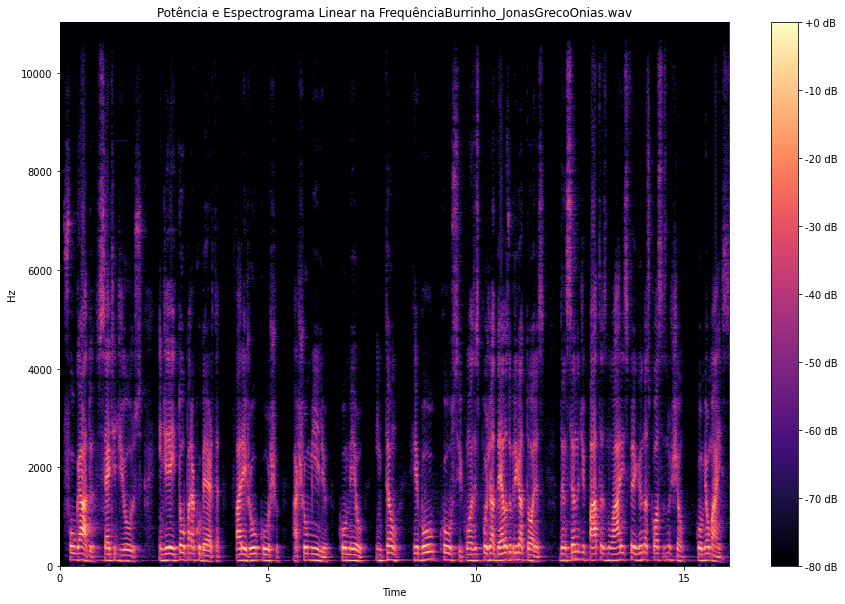 Potência e Espectrograma Linear na FrequênciaBurrinho_JonasGrecoOnias.wav
Hz
10000
8000
6000
4000
2000
0
0
5
10
15
Time
+0 dB
-10 dB
-20 dB
-30 dB
-40 dB
-50 dB
-60 dB
-70 dB
-80 dB